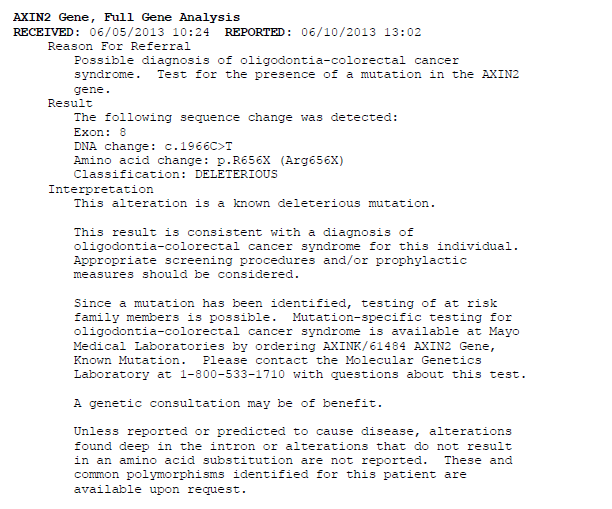 AXIN2 Gene, Full Gene Analysis
RECEIVED: 06/05/2013 10:24 REPORTED: 06/10/2013 13:02
Reason For Referral
Possible diagnosis of oligodontia-colorectal cancer
syndrome. Test for the presence of a mutation in the AXIN2
gene.
Result
The following sequence change was detected:
Exon: 8
DNA change: c.1966C>T
Amino acid change: p.R656X (Arg656X)
Classification: DELETERIOUS
Interpretation
This alteration is a known deleterious mutation.
This result is consistent with a diagnosis of
oligodontia-colorectal cancer syndrome for this individual.
Appropriate screening procedures and/or prophylactic
measures should be considered.
Since a mutation has been identified, testing of at risk
family members is possible. Mutation-specific testing for
oligodontia-colorectal cancer syndrome is available at Mayo
Medical Laboratories by ordering AXINK/61484 AXIN2 Gene,
Known Mutation. Please contact the Molecular Genetics
Laboratory at 1-800-533-1710 with questions about this test.
A genetic consultation may be of benefit.
Unless reported or predicted to cause disease, alterations
found deep in the intron or alterations that do not result
in an amino acid substitution are not reported. These and
common polymorphisms identified for this patient are
available upon request.